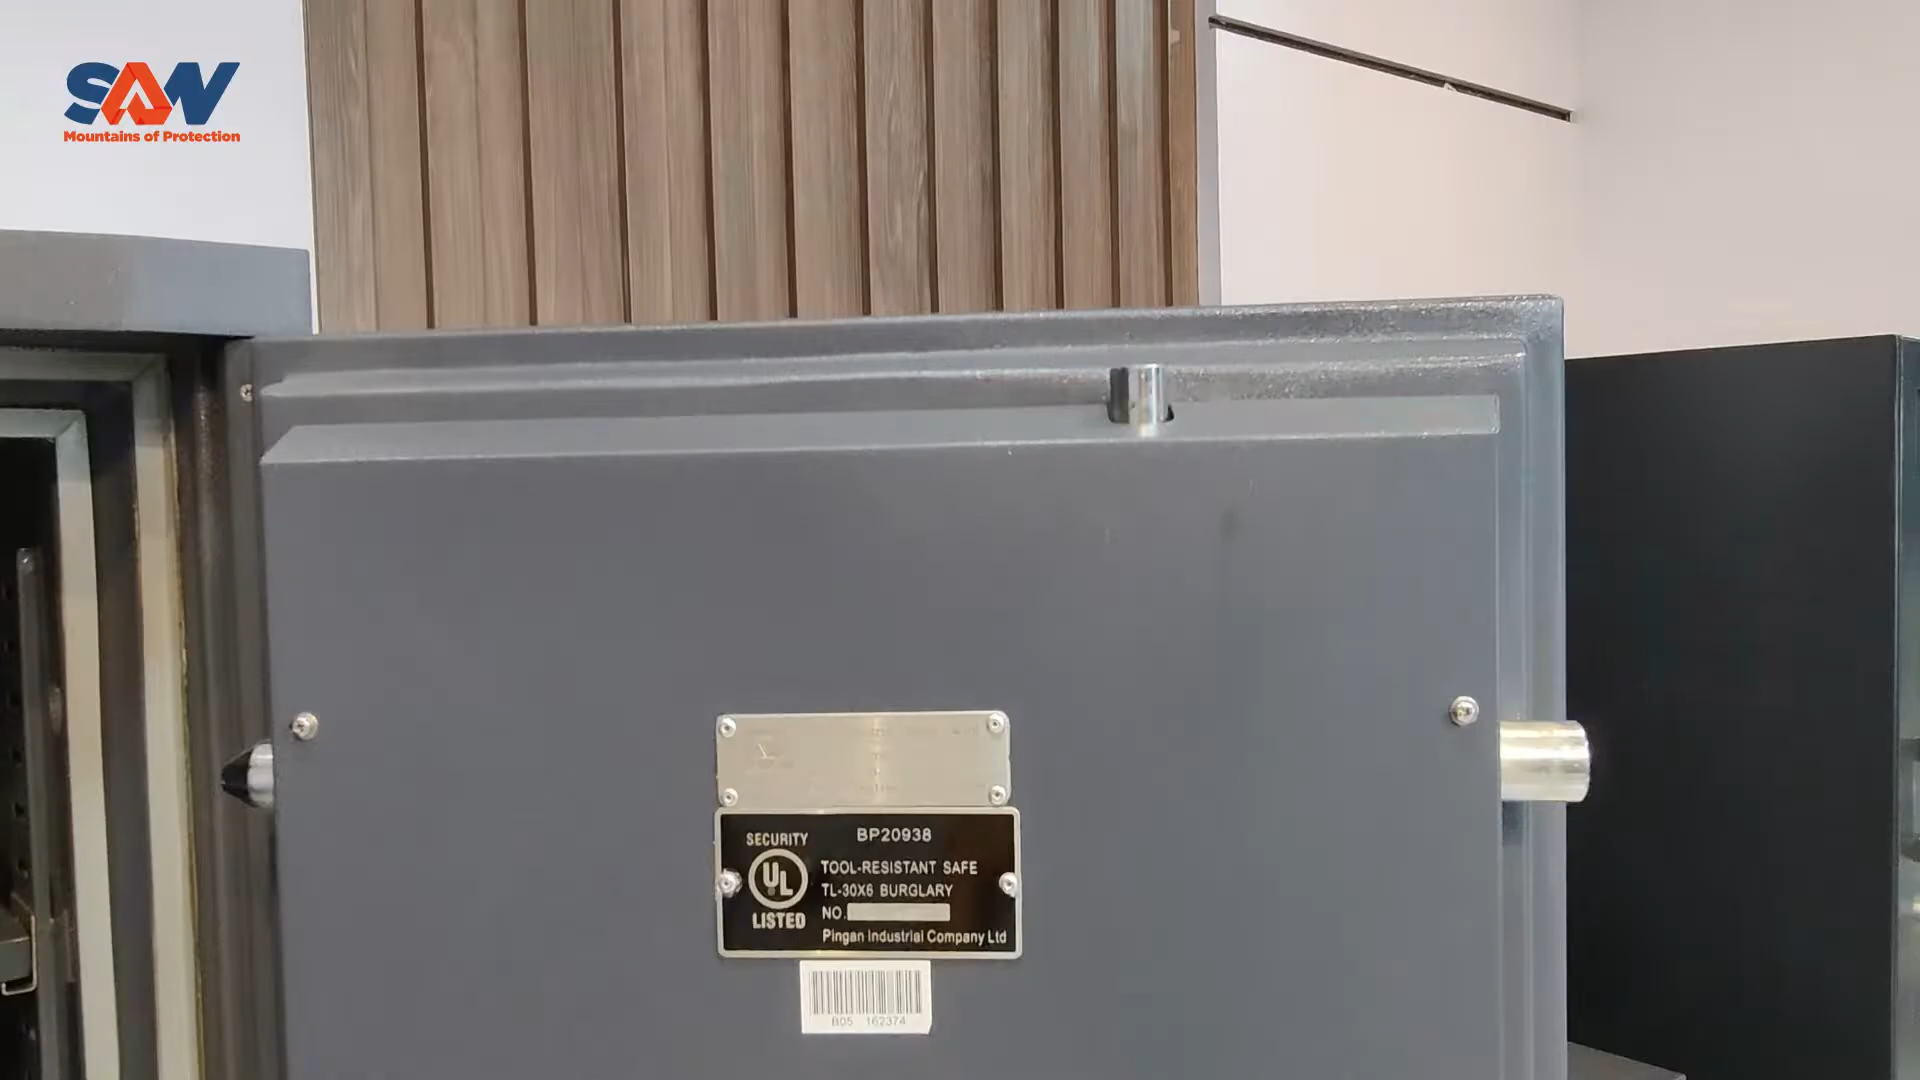 SAW
Mountains of Protection
SECURITY
UL
LISTED
BP20938
TOOL-RESISTANT SAFE
TL-30X6 BURGLARY
NO.
Pingan Industrial Company Ltd
B05 162374